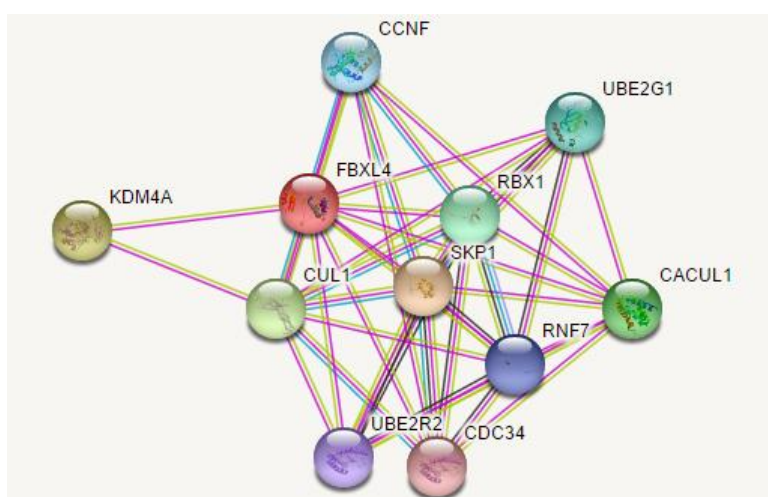 CCNF
UBE2G1
FBXL4
RBX1
KDM4A
SKP1
CUL1
CACUL1
RNF7
UBE2R2
CDC34